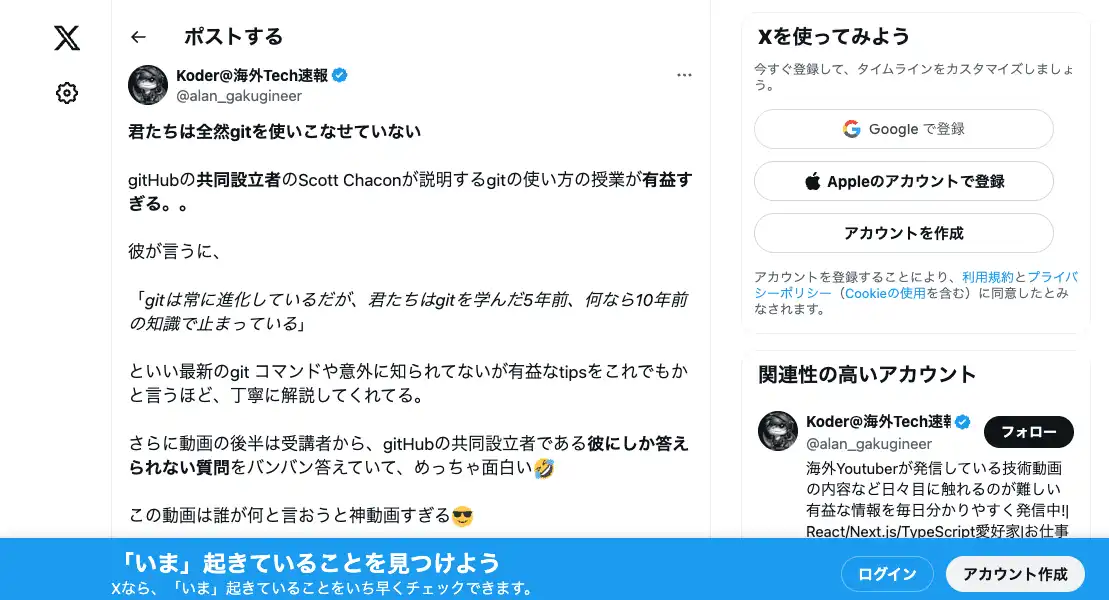 ポストする
Koder@海外Tech速報
@alan_gakugineer
君たちは全然gitを使いこなせていない
gitHubの共同設立者のScott Chaconが説明するgitの使い方の授業が有益す
ぎる。。
彼が言うに、
「gitは常に進化しているだが、君たちはgitを学んだ5年前、何なら10年前
の知識で止まっている」
といい最新のgit コマンドや意外に知られてないが有益なtipsをこれでもか
と言うほど、丁寧に解説してくれてる。
さらに動画の後半は受講者から、gitHubの共同設立者である彼にしか答え
られない質問をバンバン答えていて、めっちゃ面白い🤣
この動画は誰が何と言おうと神動画すぎる😎
Xを使ってみよう
今すぐ登録して、タイムラインをカスタマイズしましょ
う。
Google で登録
Appleのアカウントで登録
アカウントを作成
アカウントを登録することにより、利用規約とプライバ
シーポリシー（Cookieの使用を含む）に同意したとみ
なされます。
関連性の高いアカウント
Koder@海外Tech速報
@alan_gakugineer
フォロー
海外Youtuberが発信している技術動画
の内容など日々目に触れるのが難しい
有益な情報を毎日分かりやすく発信中!|
React/Next.js/TypeScript愛好家|お仕事
「いま」起きていることを見つけよう
Xなら、「いま」起きていることをいち早くチェックできます。
ログイン
アカウント作成